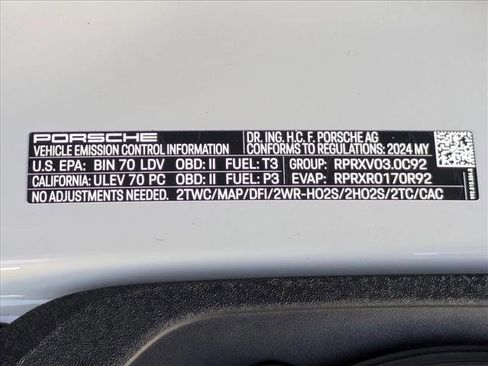 PORSCHE DR. ING. H.C. F. PORSCHE AG
VEHICLE EMISSION CONTROL INFORMATION CONFORMS TO REGULATIONS: 2024 MY
U.S. EPA: BIN 70 LDV OBD: II FUEL: T3 GROUP: RPRXV03.0C92
CALIFORNIA: ULEV 70 PC OBD: II FUEL: P3 EVAP: RPRXR0170R92
NO ADJUSTMENTS NEEDED. 2TWC/MAP/DFI/2WR-HO2S/2HO2S/2TC/CAC